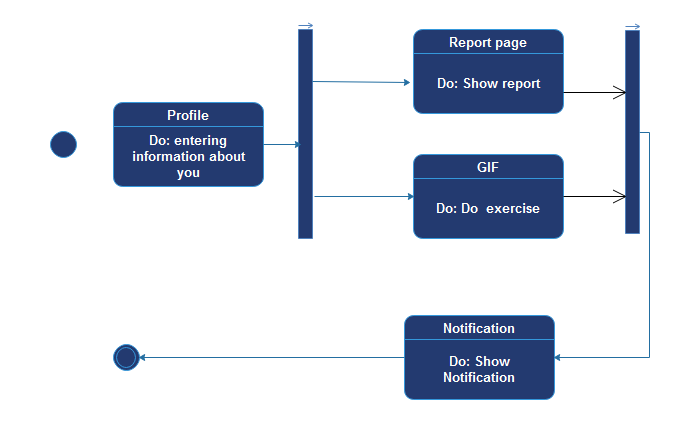 Report page
Do: Show report
Profile
Do: entering
information about
you
GIF
Do: Do  exercise
Notification
Do: Show
Notification